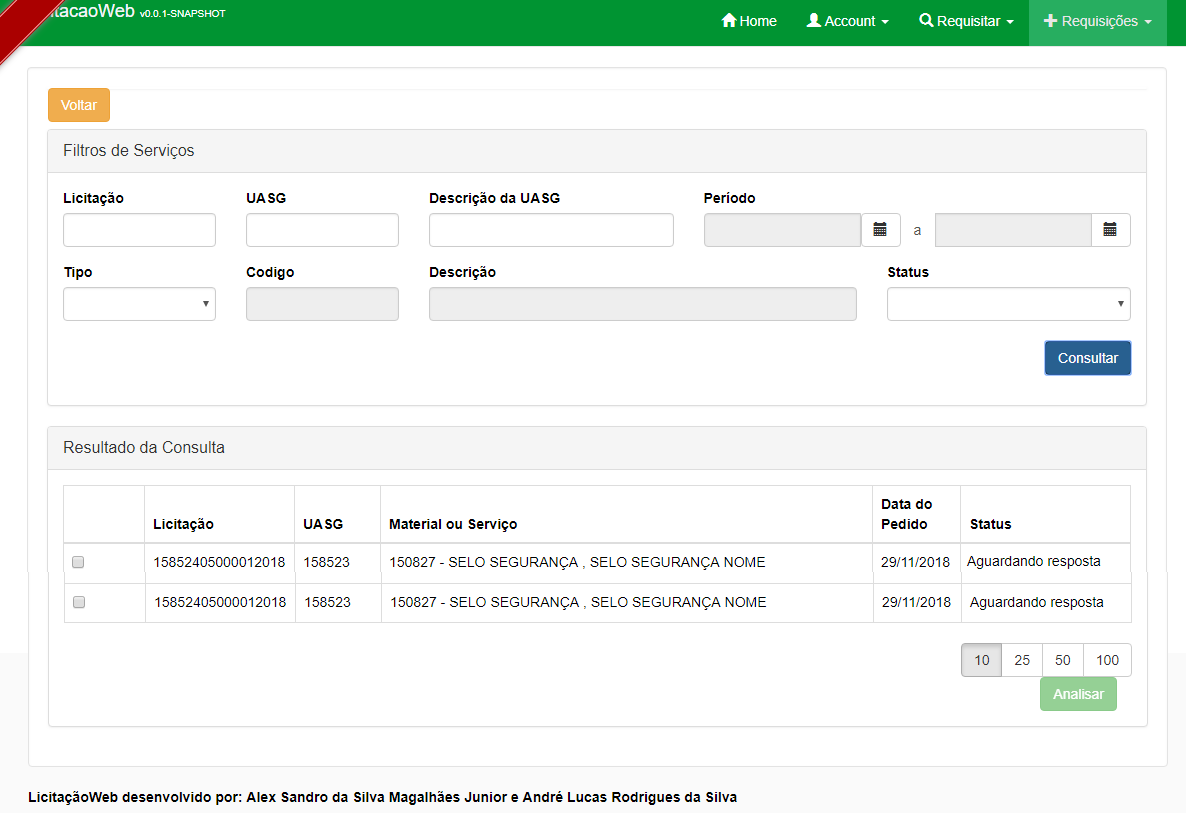 tacaoWeb v0.0.1-SNAPSHOT Home Account Requisitar Requisições
Voltar
Filtros de Serviços
Licitação UASG Descrição da UASG Período
a
Tipo Codigo Descrição Status
Consultar
Resultado da Consulta
Licitação UASG Material ou Serviço Data do Pedido Status
15852405000012018 158523 150827 - SELO SEGURANÇA , SELO SEGURANÇA NOME 29/11/2018 Aguardando resposta
15852405000012018 158523 150827 - SELO SEGURANÇA , SELO SEGURANÇA NOME 29/11/2018 Aguardando resposta
10 25 50 100
Analisar
LicitaçãoWeb desenvolvido por: Alex Sandro da Silva Magalhães Junior e André Lucas Rodrigues da Silva